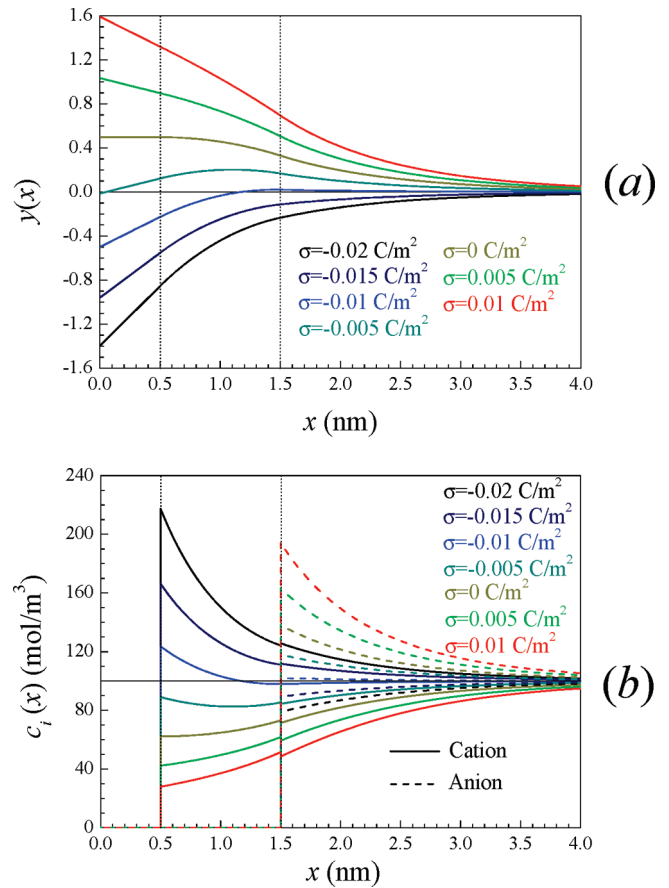 1.6
1.2
0.8
0.4
0.0
-0.4
-0.8
-1.2
-1.6
y(x)
σ=-0.02 C/m²
σ=-0.015 C/m²
σ=-0.01 C/m²
σ=-0.005 C/m²
σ=0 C/m²
σ=0.005 C/m²
σ=0.01 C/m²
0.0 0.5 1.0 1.5 2.0 2.5 3.0 3.5 4.0
x (nm)
(a)
240
200
160
120
80
40
0
cᵢ (x) (mol/m³)
σ=-0.02 C/m²
σ=-0.015 C/m²
σ=-0.01 C/m²
σ=-0.005 C/m²
σ=0 C/m²
σ=0.005 C/m²
σ=0.01 C/m²
Cation
Anion
0.0 0.5 1.0 1.5 2.0 2.5 3.0 3.5 4.0
x (nm)
(b)